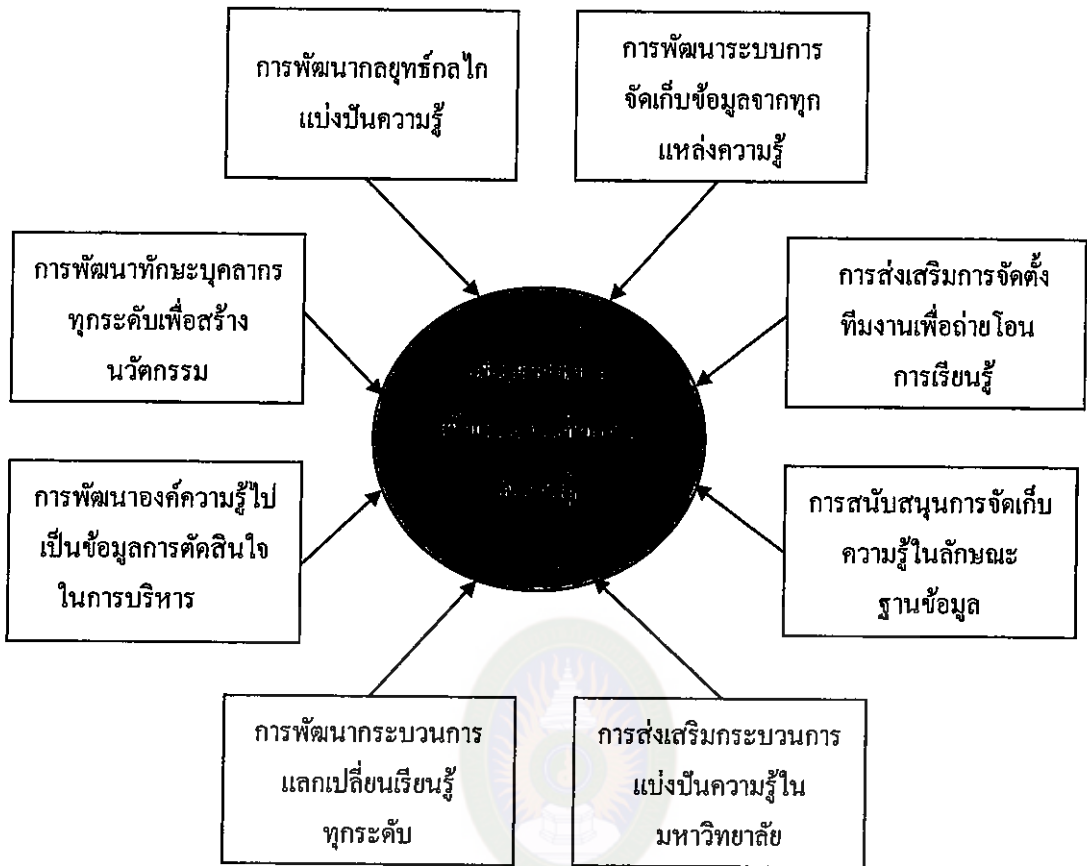 การพัฒนากลยุทธ์กลไก
แบ่งปันความรู้
การพัฒนาระบบการ
จัดเก็บข้อมูลจากทุก
แหล่งความรู้
การพัฒนาทักษะบุคลากร
ทุกระดับเพื่อสร้าง
นวัตกรรม
การส่งเสริมการจัดตั้ง
ทีมงานเพื่อถ่ายโอน
การเรียนรู้
การพัฒนาองค์ความรู้ไป
เป็นข้อมูลการตัดสินใจ
ในการบริหาร
การสนับสนุนการจัดเก็บ
ความรู้ในลักษณะ
ฐานข้อมูล
การพัฒนากระบวนการ
แลกเปลี่ยนเรียนรู้
ทุกระดับ
การส่งเสริมกระบวนการ
แบ่งปันความรู้ใน
มหาวิทยาลัย